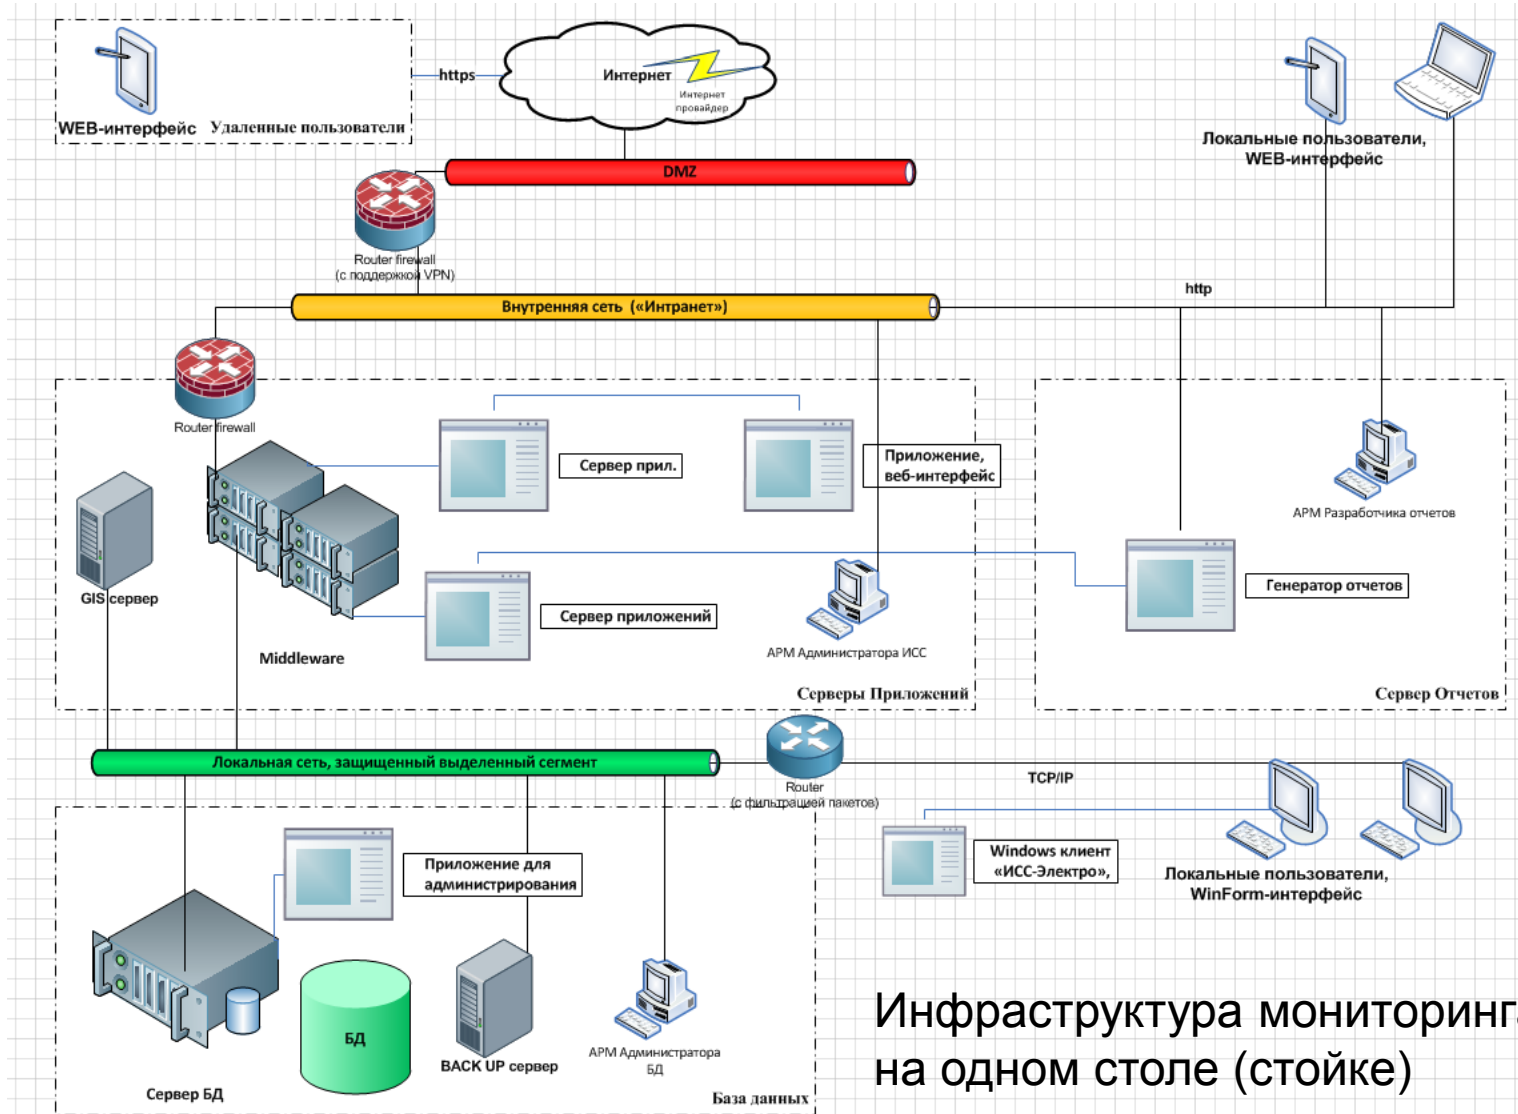 https
Интернет
Интернет
провайдер
WEB-интерфейс
Удаленные пользователи
Локальные пользователи,
WEB-интерфейс
DMZ
Router firewall
(с поддержкой VPN)
Внутренняя сеть («Интранет»)
http
Router firewall
Сервер прил.
Приложение,
веб-интерфейс
АРМ Разработчика отчетов
GIS сервер
Сервер приложений
Генератор отчетов
Middleware
АРМ Администратора ИСС
Серверы Приложений
Сервер Отчетов
Локальная сеть, защищенный выделенный сегмент
Router
(с фильтрацией пакетов)
TCP/IP
Приложение для
администрирования
Windows клиент
«ИСС-Электро»,
Локальные пользователи,
WinForm-интерфейс
БД
Сервер БД
BACK UP сервер
АРМ Администратора
БД
База данных
Инфраструктура мониторинга
на одном столе (стойке)